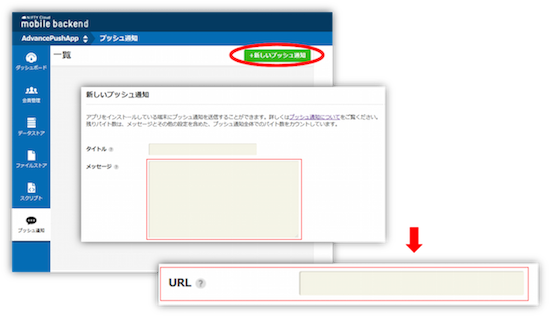 NIFTY Cloud
mobile backend
AdvancePushApp プッシュ通知
一覧
+新しいプッシュ通知
ダッシュボード
会員管理
データストア
ファイルストア
スクリプト
プッシュ通知
新しいプッシュ通知
アプリをインストールしている端末にプッシュ通知を送信することができます。詳しくはプッシュ通知についてをご覧ください。
残りバイト数は、メッセージとその他の設定を含めた、プッシュ通知全体でのバイト数をカウントしています。
タイトル ?
メッセージ ?
URL ?